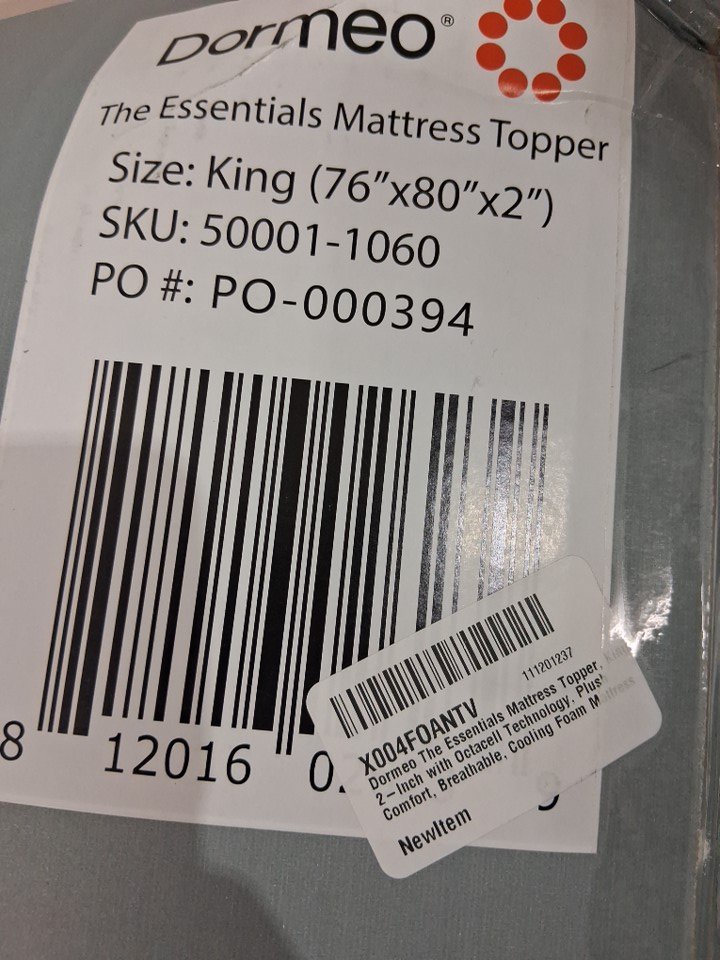 Dormeo®
The Essentials Mattress Topper
Size: King (76"x80"x2")
SKU: 50001-1060
PO #: PO-000394
8 12016
111201237
X004FOANTV
Dormeo The Essentials Mattress Topper, King
2-Inch with Octacell Technology. Plush
Comfort, Breathable, Cooling Foam Mattress
NewItem